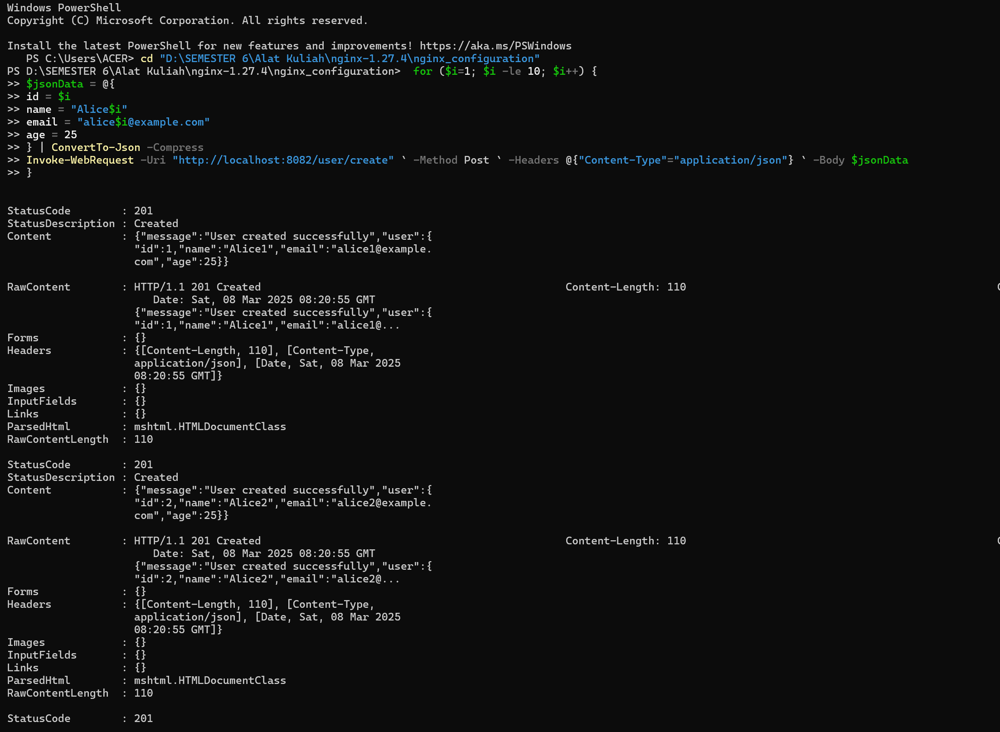 Windows PowerShell
Copyright (C) Microsoft Corporation. All rights reserved.
Install the latest PowerShell for new features and improvements! https://aka.ms/PSWindows
PS C:\Users\ACER> cd "D:\SEMESTER 6\Alat Kuliah\nginx-1.27.4\nginx_configuration"
PS D:\SEMESTER 6\Alat Kuliah\nginx-1.27.4\nginx_configuration>  for ($i=1; $i -le 10; $i++) {
>> $jsonData = @{
>> id = $i
>> name = "Alice$i"
>> email = "alice$i@example.com"
>> age = 25
>> } | ConvertTo-Json -Compress
>> Invoke-WebRequest -Uri "http://localhost:8082/user/create" ` -Method Post ` -Headers @{"Content-Type"="application/json"} ` -Body $jsonData
>> }
StatusCode        : 201
StatusDescription : Created
Content           : {"message":"User created successfully","user":{
"id":1,"name":"Alice1","email":"alice1@example.
com","age":25}}
RawContent        : HTTP/1.1 201 Created Content-Length: 110
Date: Sat, 08 Mar 2025 08:20:55 GMT
{"message":"User created successfully","user":{
"id":1,"name":"Alice1","email":"alice1@...
Forms             : {}
Headers           : {[Content-Length, 110], [Content-Type,
application/json], [Date, Sat, 08 Mar 2025
08:20:55 GMT]}
Images            : {}
InputFields       : {}
Links             : {}
ParsedHtml        : mshtml.HTMLDocumentClass
RawContentLength  : 110
StatusCode        : 201
StatusDescription : Created
Content           : {"message":"User created successfully","user":{
"id":2,"name":"Alice2","email":"alice2@example.
com","age":25}}
RawContent        : HTTP/1.1 201 Created Content-Length: 110
Date: Sat, 08 Mar 2025 08:20:55 GMT
{"message":"User created successfully","user":{
"id":2,"name":"Alice2","email":"alice2@...
Forms             : {}
Headers           : {[Content-Length, 110], [Content-Type,
application/json], [Date, Sat, 08 Mar 2025
08:20:55 GMT]}
Images            : {}
InputFields       : {}
Links             : {}
ParsedHtml        : mshtml.HTMLDocumentClass
RawContentLength  : 110
StatusCode        : 201